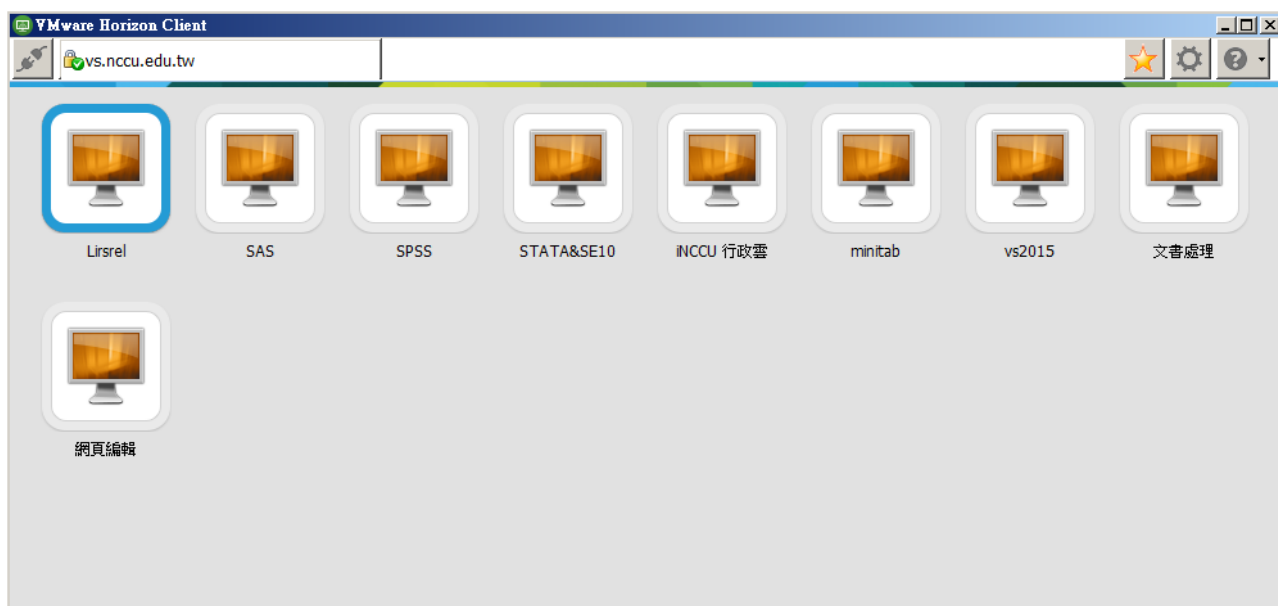 VMware Horizon Client
vs.nccu.edu.tw
Lirsrel SAS SPSS STATA&SE10 iNCCU 行政雲 minitab vs2015 文書處理
網頁編輯